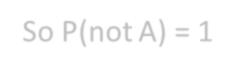 So P(not A) = 1